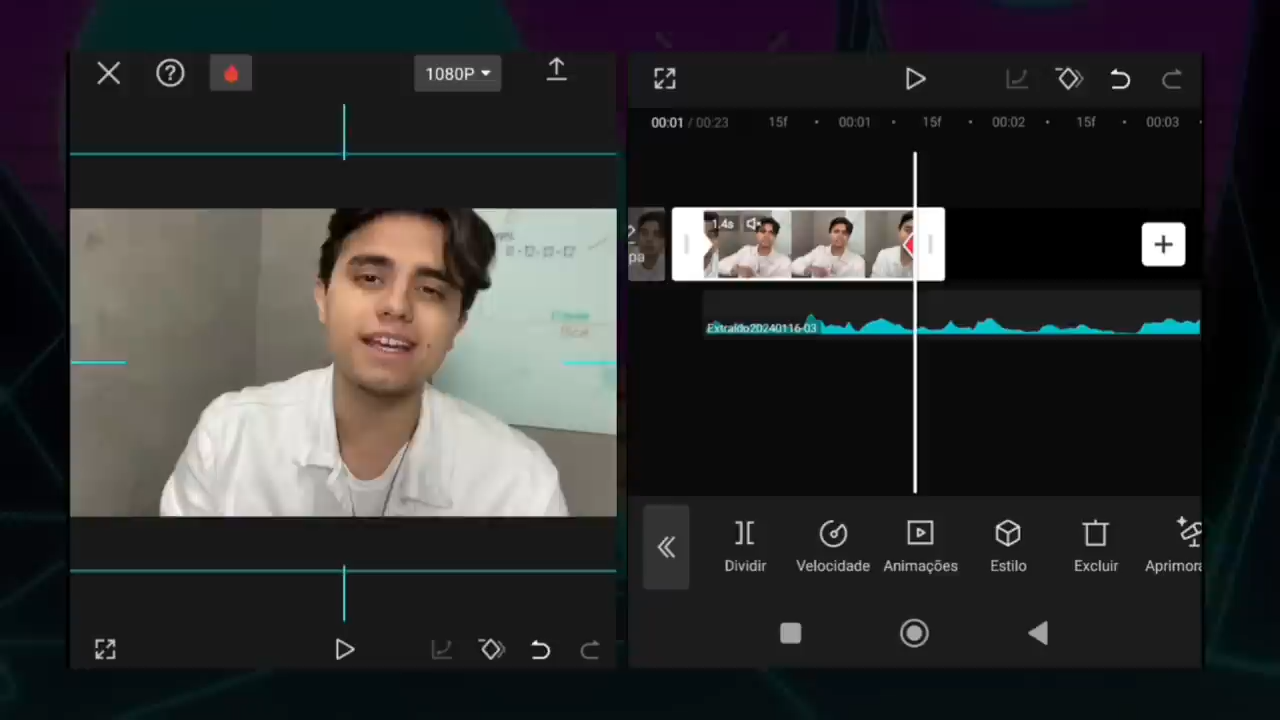 1080P
00:01 / 00:23
15f
00:01
15f
00:02
15f
00:03
pa
1.4s
Extraído20240116-03
Dividir
Velocidade
Animações
Estilo
Excluir
Aprimora